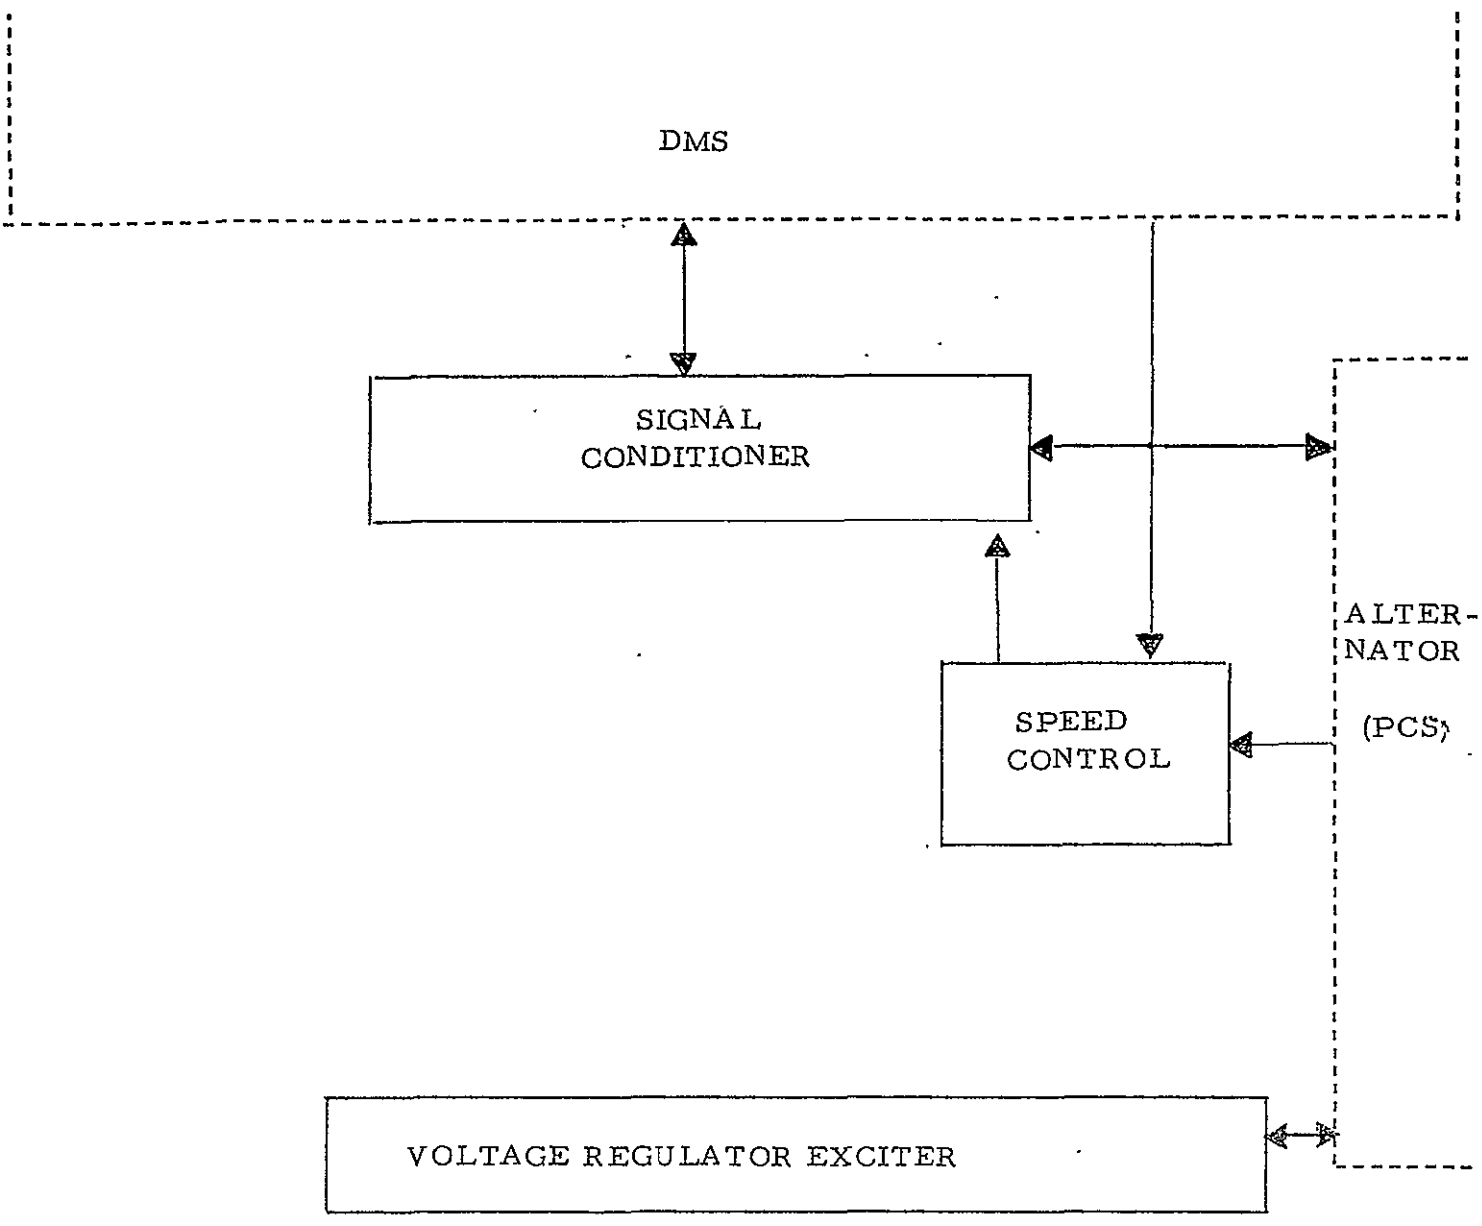 DMS
SIGNAL
CONDITIONER
ALTER-
NATOR
(PCS)
SPEED
CONTROL
VOLTAGE REGULATOR EXCITER